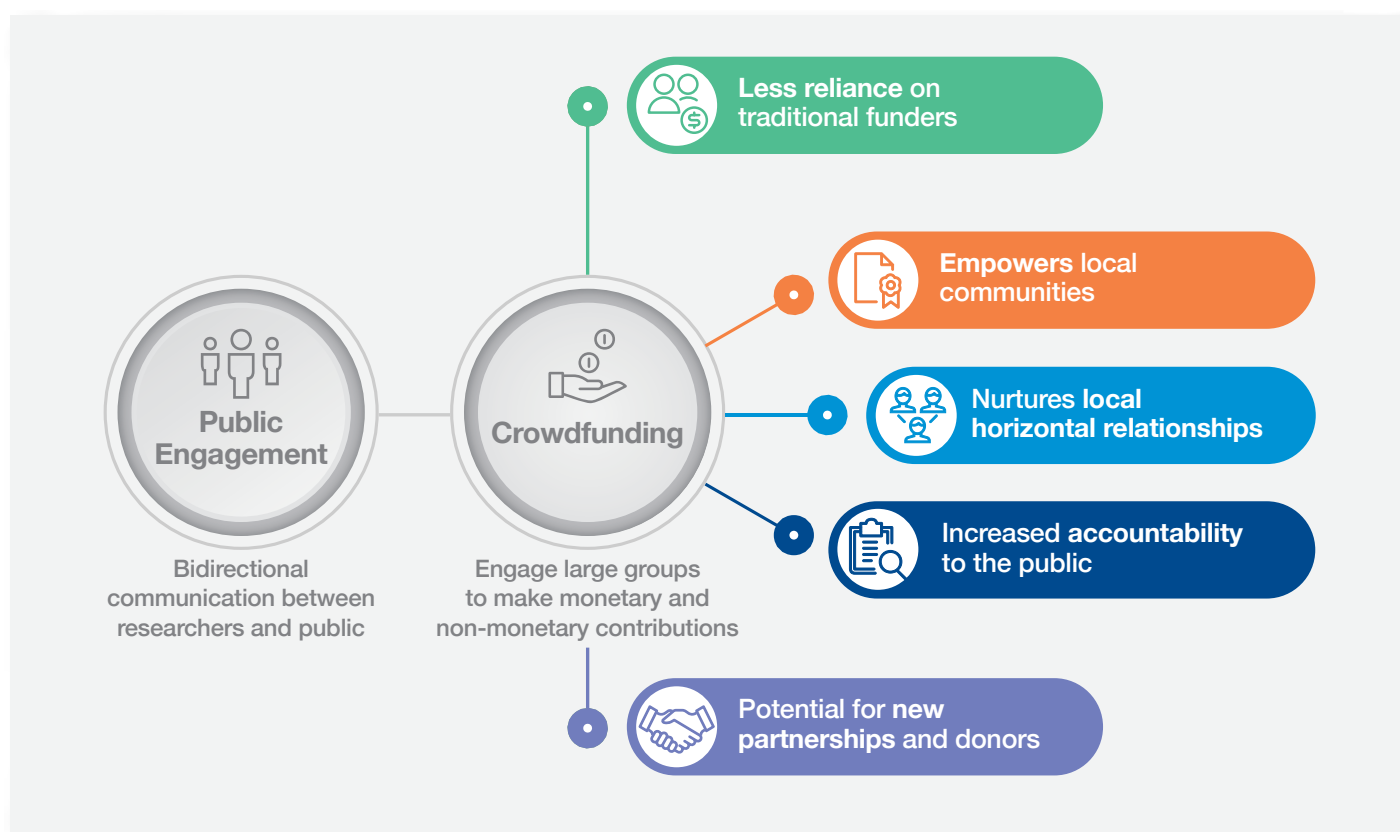 Less reliance on
traditional funders
Empowers local
communities
Public
Engagement
Crowdfunding
Nurtures local
horizontal relationships
Increased accountability
to the public
Bidirectional
communication between
researchers and public
Engage large groups
to make monetary and
non-monetary contributions
Potential for new
partnerships and donors